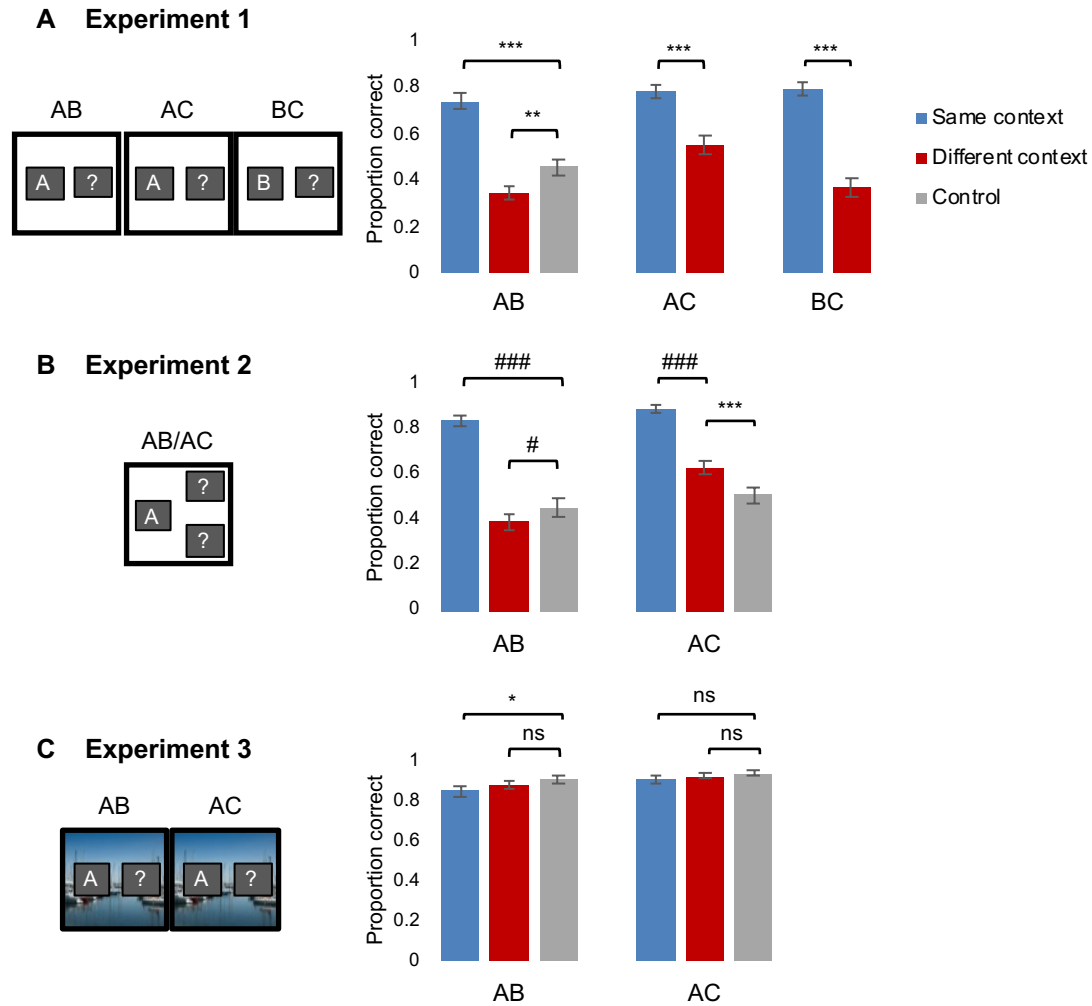 A Experiment 1
AB AC BC
A ? A ? B ?
Proportion correct
1
0.8
0.6
0.4
0.2
0
***
**
***
***
AB AC BC
Same context
Different context
Control
B Experiment 2
AB/AC
A
?
?
Proportion correct
1
0.8
0.6
0.4
0.2
0
###
#
###
***
AB AC
C Experiment 3
AB AC
A ? A ?
Proportion correct
1
0.8
0.6
0.4
0.2
0
*
ns
ns
ns
AB AC